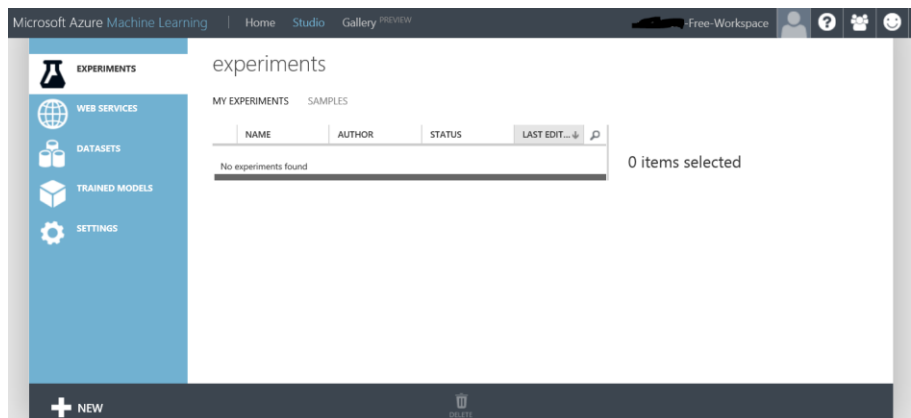 Microsoft Azure Machine Learning | Home Studio Gallery PREVIEW -Free-Workspace
EXPERIMENTS
WEB SERVICES
DATASETS
TRAINED MODELS
SETTINGS
experiments
MY EXPERIMENTS SAMPLES
NAME AUTHOR STATUS LAST EDIT...
No experiments found
0 items selected
NEW
DELETE